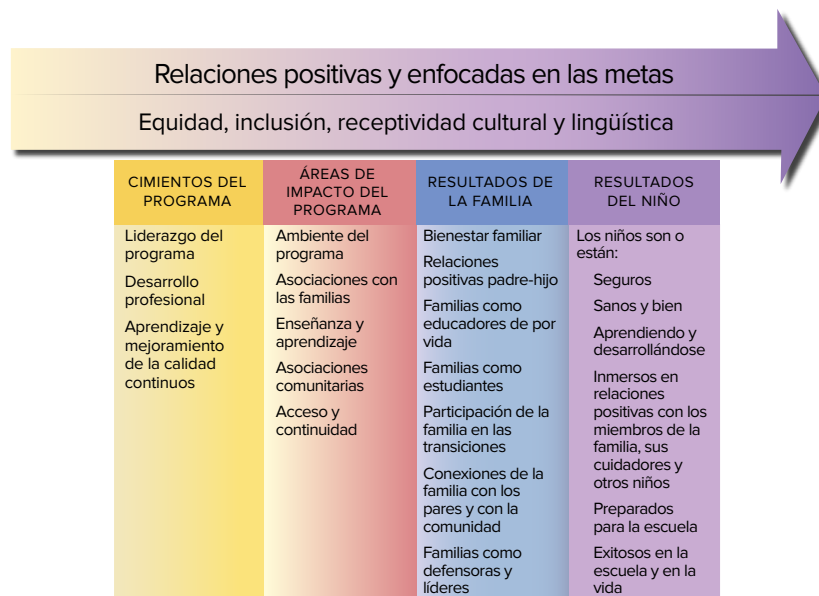 Relaciones positivas y enfocadas en las metas
Equidad, inclusión, receptividad cultural y lingüística
CIMIENTOS DEL
PROGRAMA
Liderazgo del
programa
Desarrollo
profesional
Aprendizaje y
mejoramiento
de la calidad
continuos
ÁREAS DE
IMPACTO DEL
PROGRAMA
Ambiente del
programa
Asociaciones con
las familias
Enseñanza y
aprendizaje
Asociaciones
comunitarias
Acceso y
continuidad
RESULTADOS DE
LA FAMILIA
Bienestar familiar
Relaciones
positivas padre-hijo
Familias como
educadores de por
vida
Familias como
estudiantes
Participación de la
familia en las
transiciones
Conexiones de la
familia con los
pares y con la
comunidad
Familias como
defensoras y
líderes
RESULTADOS
DEL NIÑO
Los niños son o
están:
Seguros
Sanos y bien
Aprendiendo y
desarrollándose
Inmersos en
relaciones
positivas con los
miembros de la
familia, sus
cuidadores y
otros niños
Preparados
para la escuela
Exitosos en la
escuela y en la
vida